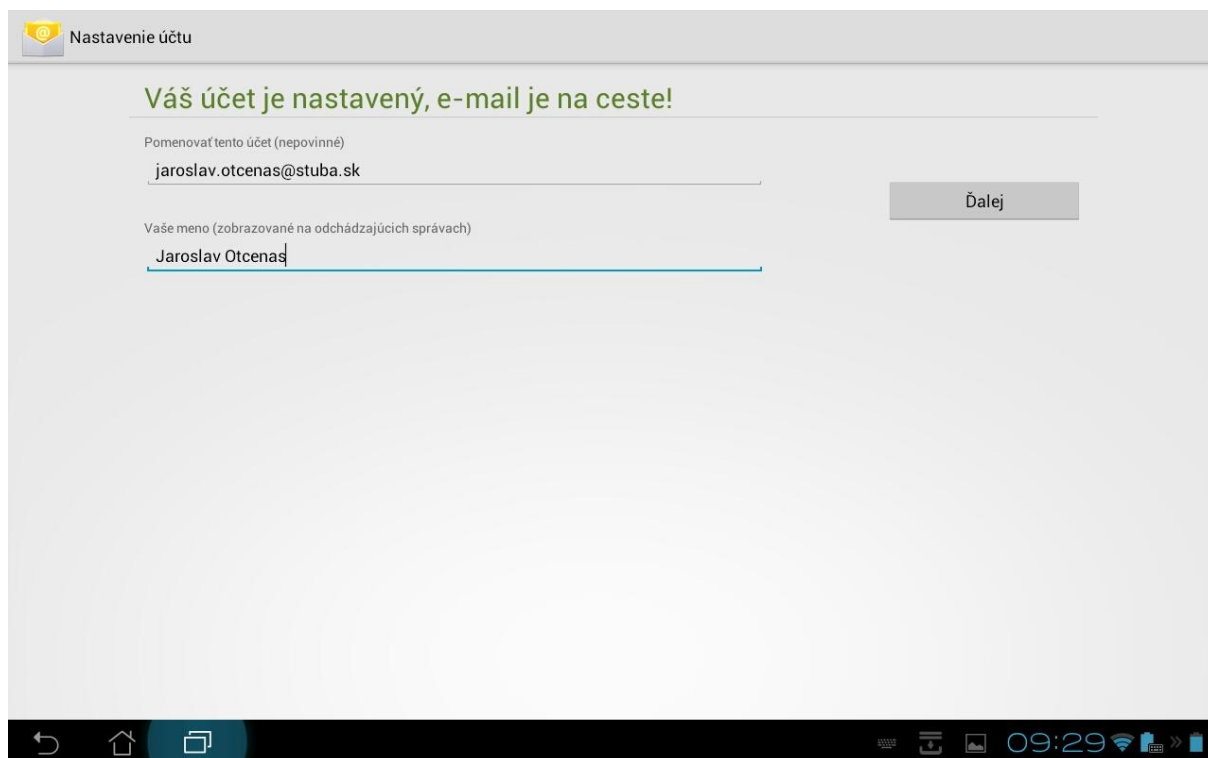 Nastavenie účtu
Váš účet je nastavený, e-mail je na ceste!
Pomenovať tento účet (nepovinné)
jaroslav.otcenas@stuba.sk
Ďalej
Vaše meno (zobrazované na odchádzajúcich správach)
Jaroslav Otcenas
09:29